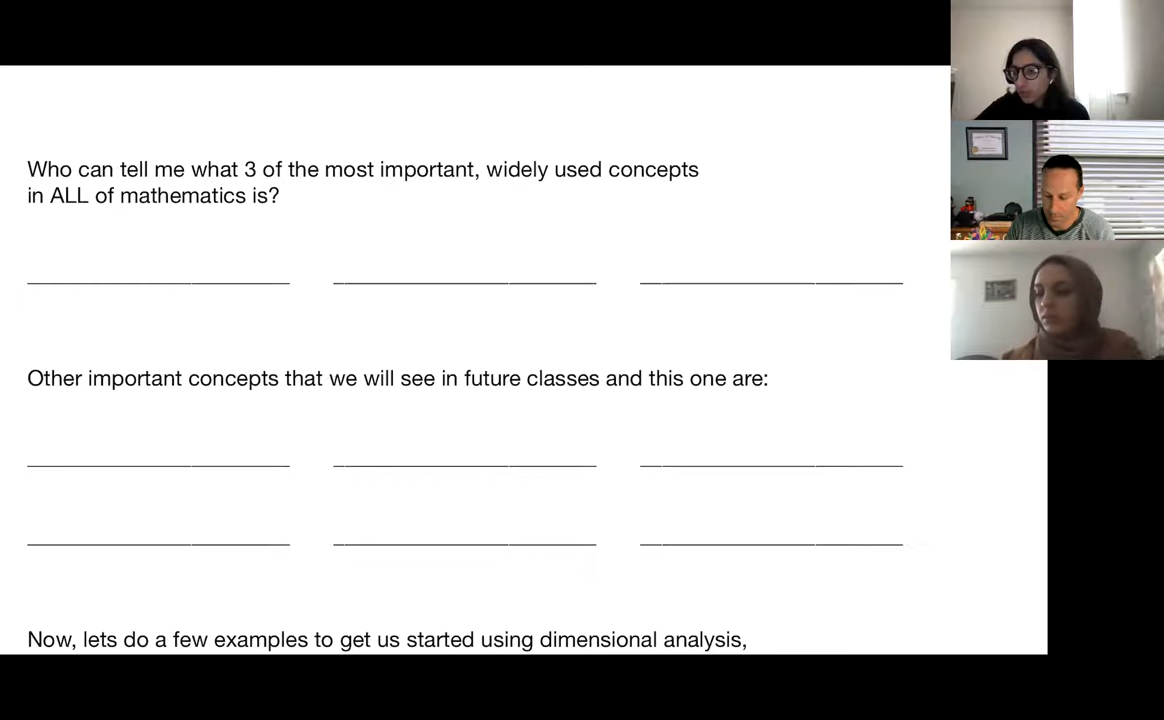 Who can tell me what 3 of the most important, widely used concepts
in ALL of mathematics is?
Other important concepts that we will see in future classes and this one are:
Now, lets do a few examples to get us started using dimensional analysis,